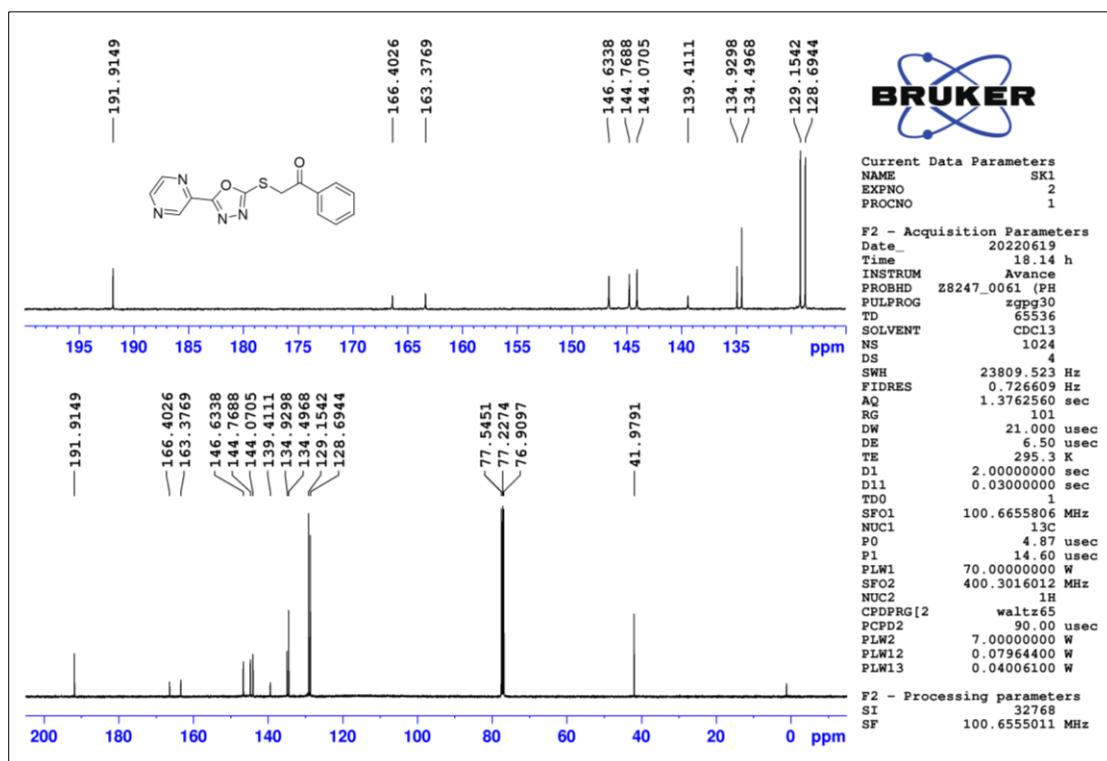 191.9149
166.4026
163.3769
146.6338
144.7688
144.0705
139.4111
134.9298
134.4968
129.1542
128.6944
O
S
N
O
N
N
N
195 190 185 180 175 170 165 160 155 150 145 140 135 ppm
191.9149
166.4026
163.3769
146.6338
144.7688
144.0705
139.4111
134.9298
134.4968
129.1542
128.6944
77.5451
77.2274
76.9097
41.9791
200 180 160 140 120 100 80 60 40 20 0 ppm
BRUKER
Current Data Parameters
NAME SK1
EXPNO 2
PROCNO 1
F2 - Acquisition Parameters
Date_ 20220619
Time 18.14 h
INSTRUM Avance
PROBHD Z8247_0061 (PH
PULPROG zgpg30
TD 65536
SOLVENT CDCl3
NS 1024
DS 4
SWH 23809.523 Hz
FIDRES 0.726609 Hz
AQ 1.3762560 sec
RG 101
DW 21.000 usec
DE 6.50 usec
TE 295.3 K
D1 2.00000000 sec
D11 0.03000000 sec
TD0 1
SFO1 100.6655806 MHz
NUC1 13C
P0 4.87 usec
P1 14.60 usec
PLW1 70.00000000 W
SFO2 400.3016012 MHz
NUC2 1H
CPDPRG[2 waltz65
PCPD2 90.00 usec
PLW2 7.00000000 W
PLW12 0.07964400 W
PLW13 0.04006100 W
F2 - Processing parameters
SI 32768
SF 100.6555011 MHz